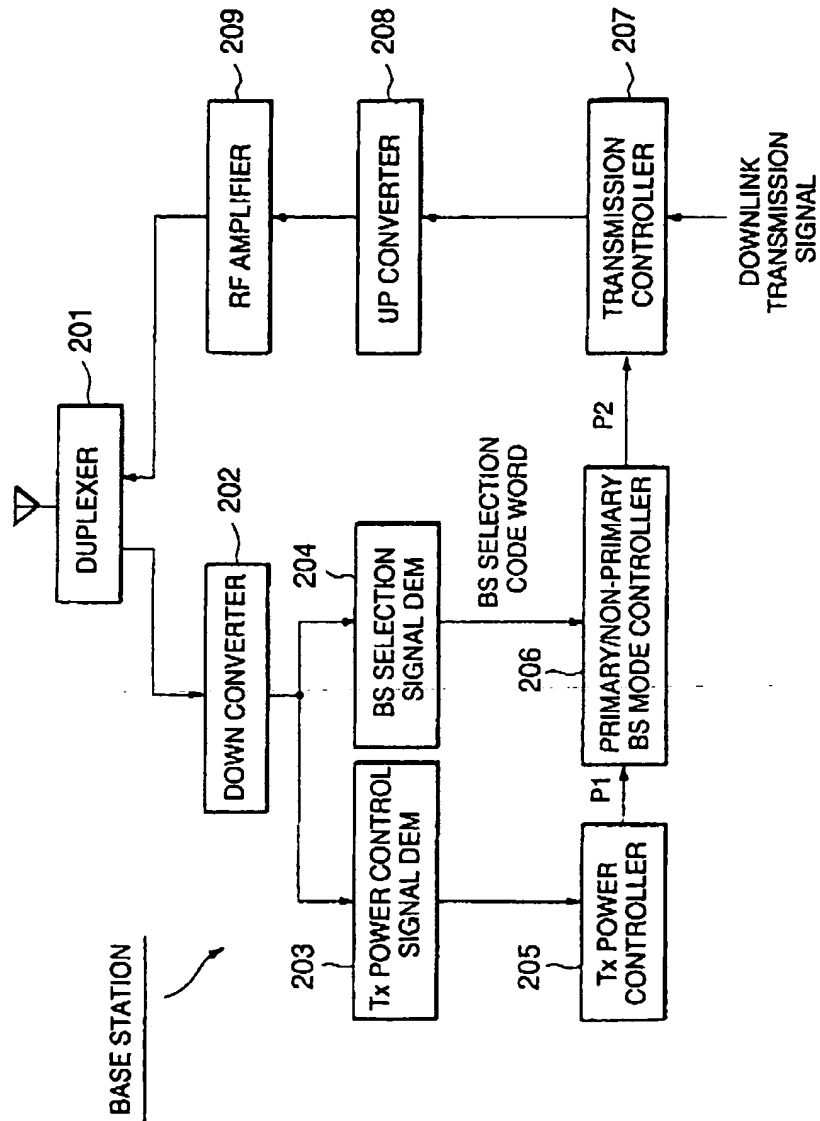 BASE STATION
201
DUPLEXER
202
DOWN CONVERTER
203
Tx POWER CONTROL
SIGNAL DEM
204
BS SELECTION
SIGNAL DEM
BS SELECTION
CODE WORD
205
Tx POWER
CONTROLLER
P1
206
PRIMARY/NON-PRIMARY
BS MODE CONTROLLER
P2
209
RF AMPLIFIER
208
UP CONVERTER
207
TRANSMISSION
CONTROLLER
DOWNLINK
TRANSMISSION
SIGNAL